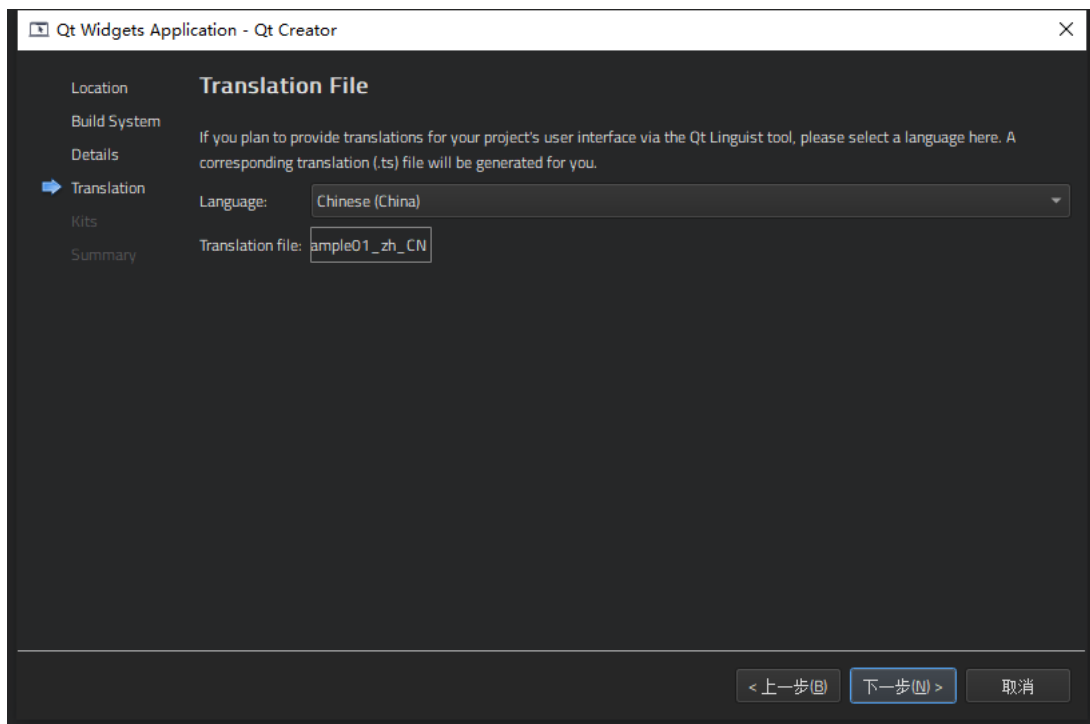 Qt Widgets Application - Qt Creator
Location
Build System
Details
Translation
Kits
Summary
Translation File
If you plan to provide translations for your project's user interface via the Qt Linguist tool, please select a language here. A
corresponding translation (.ts) file will be generated for you.
Language: Chinese (China)
Translation file: ample01_zh_CN
< 上一步(B)
下一步(N) >
取消